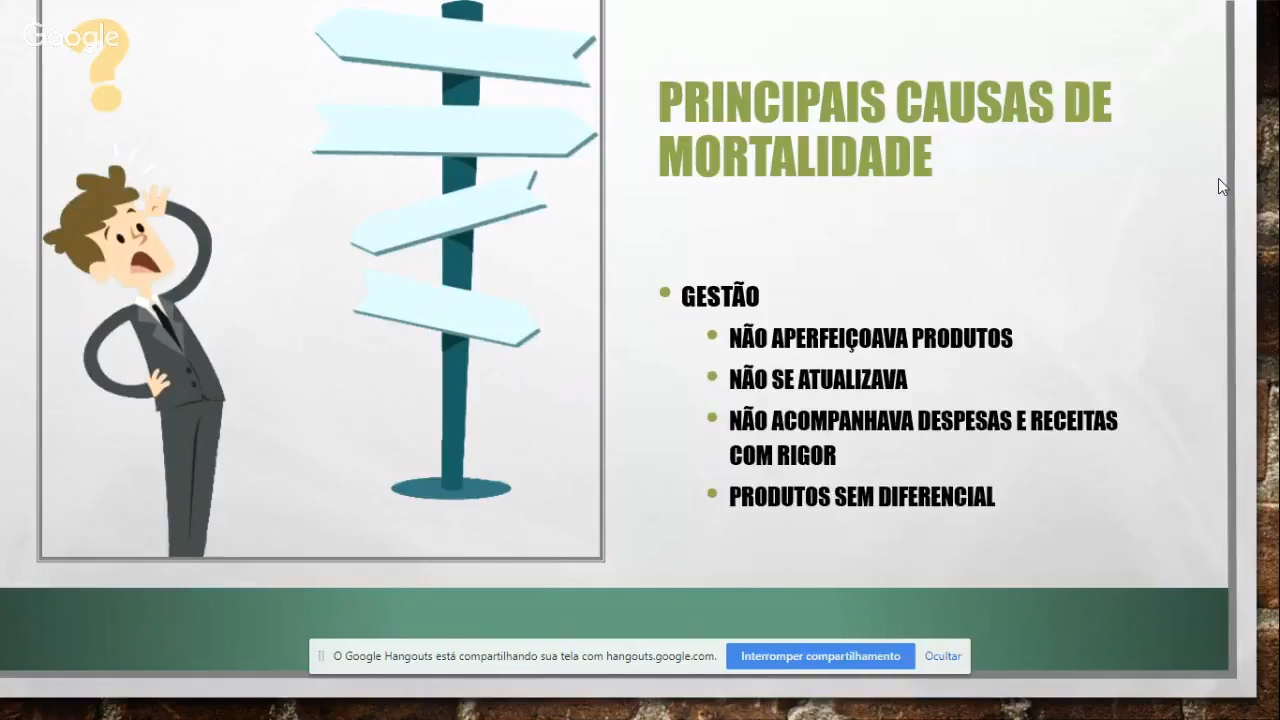 Google
PRINCIPAIS CAUSAS DE
MORTALIDADE
GESTÃO
NÃO APERFEIÇOAVA PRODUTOS
NÃO SE ATUALIZAVA
NÃO ACOMPANHAVA DESPESAS E RECEITAS
COM RIGOR
PRODUTOS SEM DIFERENCIAL
O Google Hangouts está compartilhando sua tela com hangouts.google.com. Interromper compartilhamento Ocultar